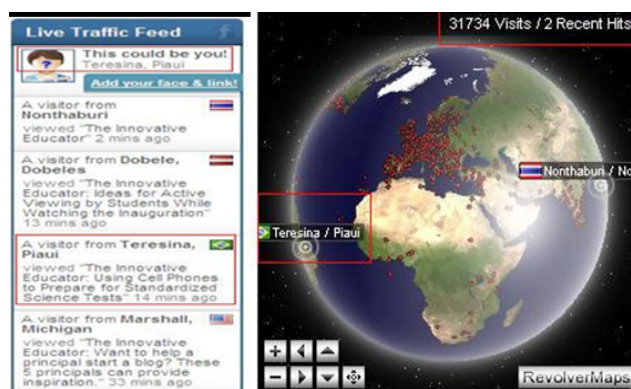 Live Traffic Feed
This could be you!
Teresina, Piaui
Add your face & link!
A visitor from
Nonthaburi
viewed "The Innovative
Educator" 2 mins ago
A visitor from Dobele,
Dobeles
viewed "The Innovative
Educator: Ideas for Active
Viewing by Students While
Watching the Inauguration"
13 mins ago
A visitor from Teresina,
Piaui
viewed "The Innovative
Educator: Using Cell Phones
to Prepare for Standardized
Science Tests" 14 mins ago
A visitor from Marshall,
Michigan
viewed "The Innovative
Educator: Want to help a
principal start a blog? These
5 principals can provide
inspiration." 33 mins ago
31734 Visits / 2 Recent Hits
Nonthaburi / No
Teresina / Piaui
RevolverMaps